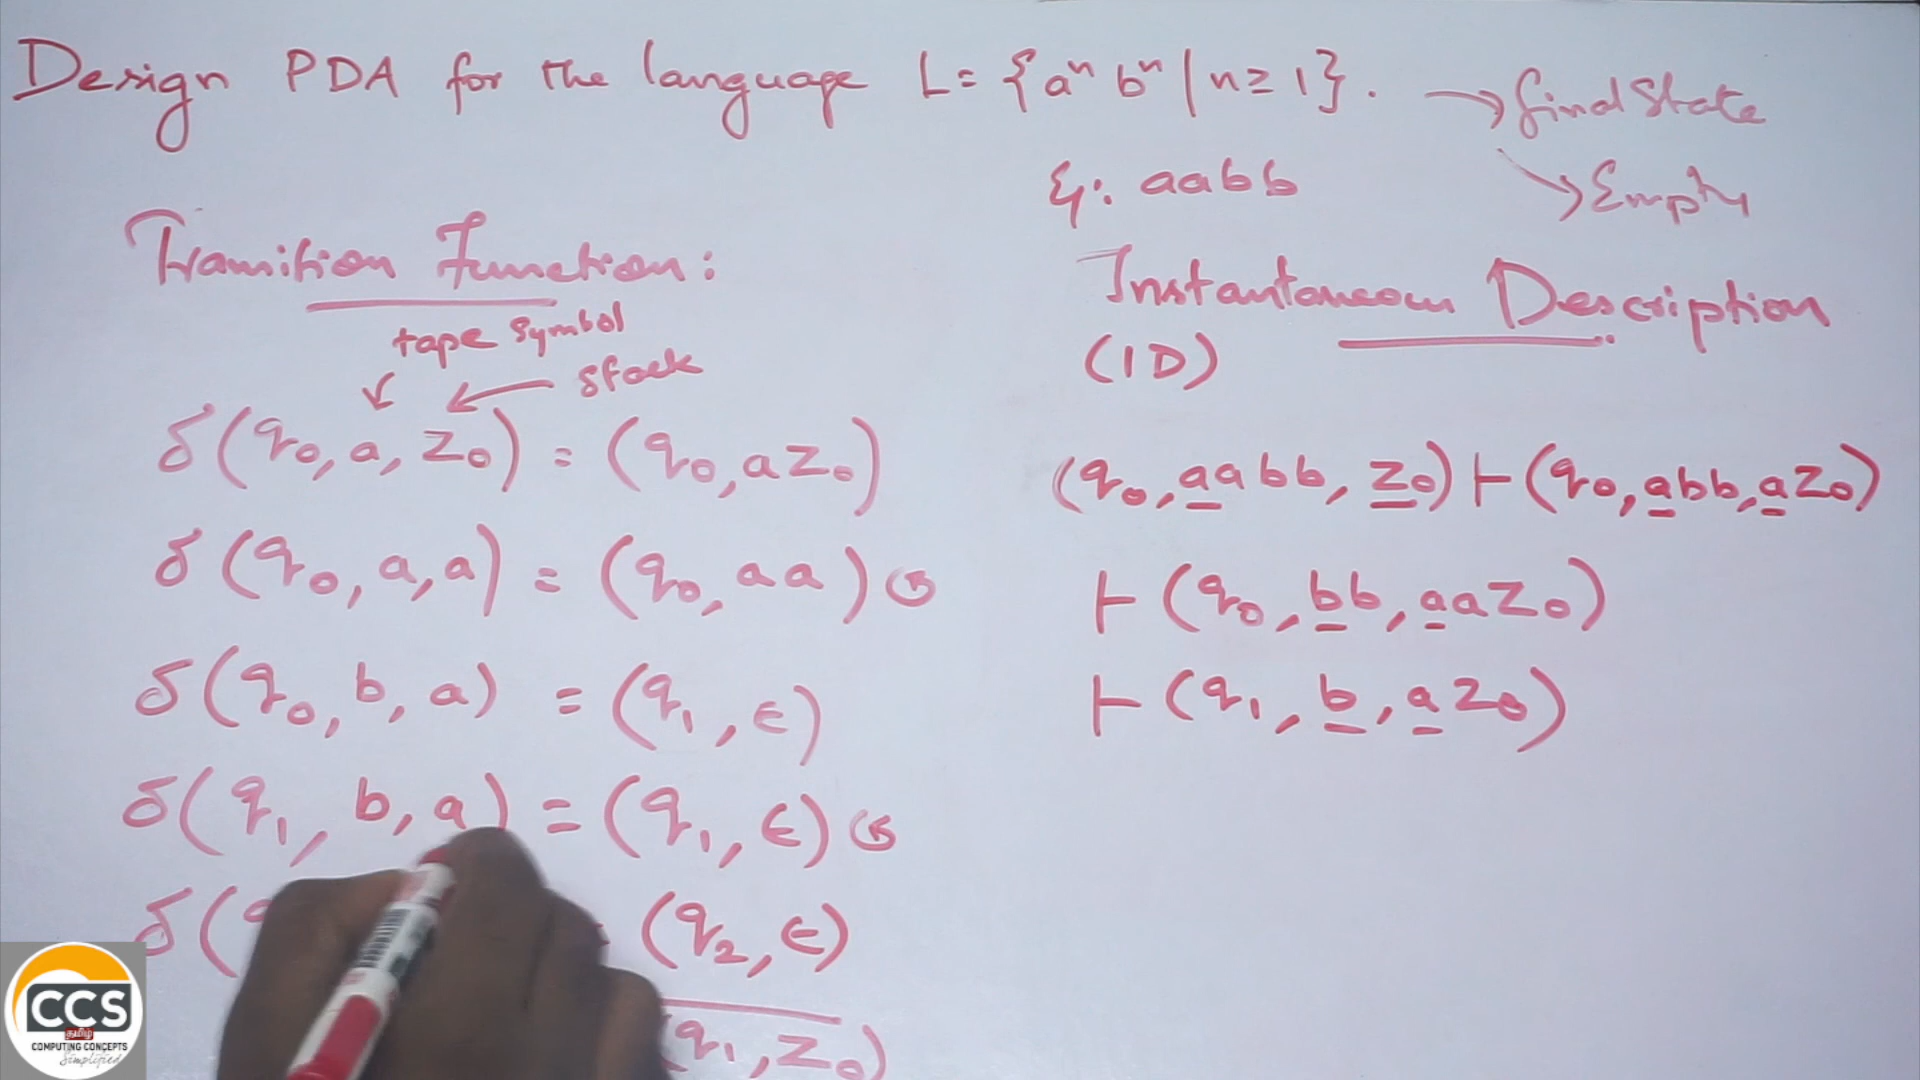 Design PDA for the language L = {aⁿ bⁿ | n ≥ 1}. → final state
Eg: aabb ↘ Empty
Transition Function:
tape symbol
↙ ← stack
δ(q₀, a, z₀) = (q₀, az₀)
δ(q₀, a, a) = (q₀, aa)
δ(q₀, b, a) = (q₁, ε)
δ(q₁, b, a) = (q₁, ε)
δ( (q₂, ε)
(q₁, z₀)
Instantaneous Description
(ID)
(q₀, aabb, z₀) ⊢ (q₀, abb, az₀)
⊢ (q₀, bb, aaz₀)
⊢ (q₁, b, az₀)
CCS
தமிழ்
COMPUTING CONCEPTS
Simplified